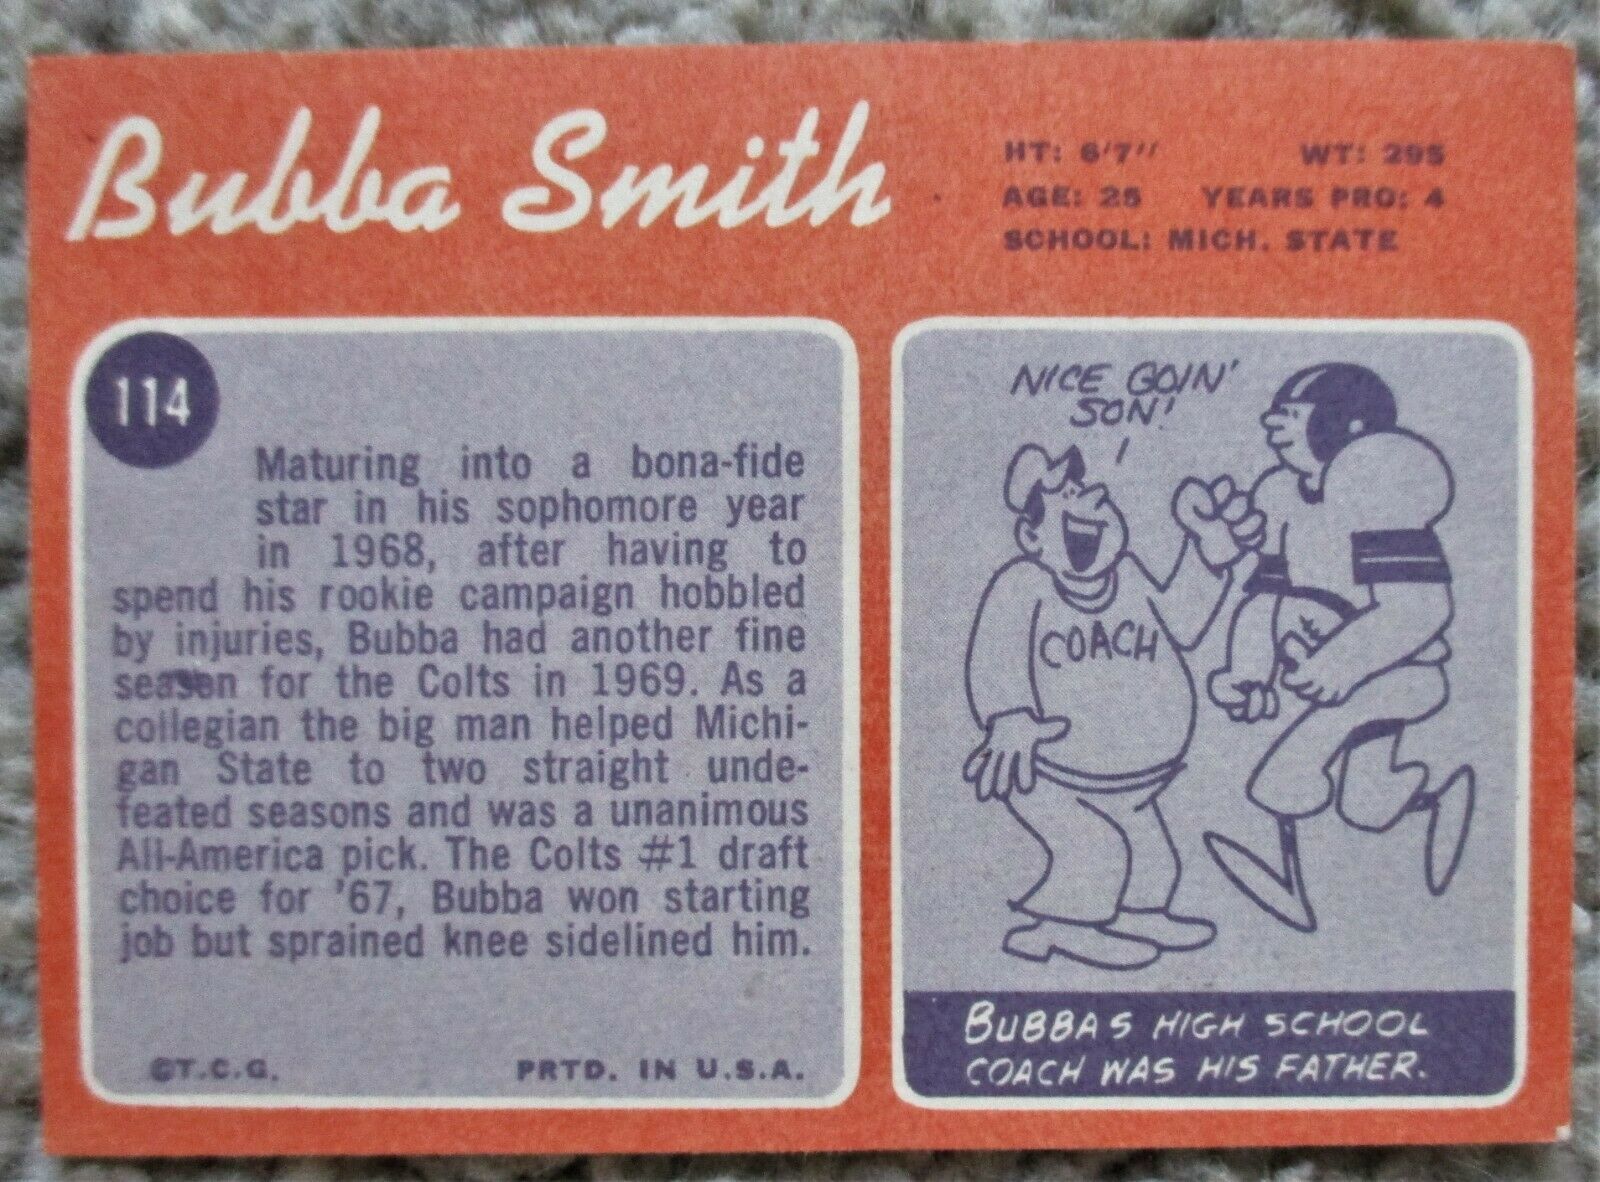 Bubba Smith
HT: 6'7" WT: 295
AGE: 25 YEARS PRO: 4
SCHOOL: MICH. STATE
114
Maturing into a bona-fide
star in his sophomore year
in 1968, after having to
spend his rookie campaign hobbled
by injuries, Bubba had another fine
season for the Colts in 1969. As a
collegian the big man helped Michi-
gan State to two straight unde-
feated seasons and was a unanimous
All-America pick. The Colts #1 draft
choice for '67, Bubba won starting
job but sprained knee sidelined him.
©T.C.G. PRTD. IN U.S.A.
NICE GOIN'
SON!
COACH
BUBBAS HIGH SCHOOL
COACH WAS HIS FATHER.